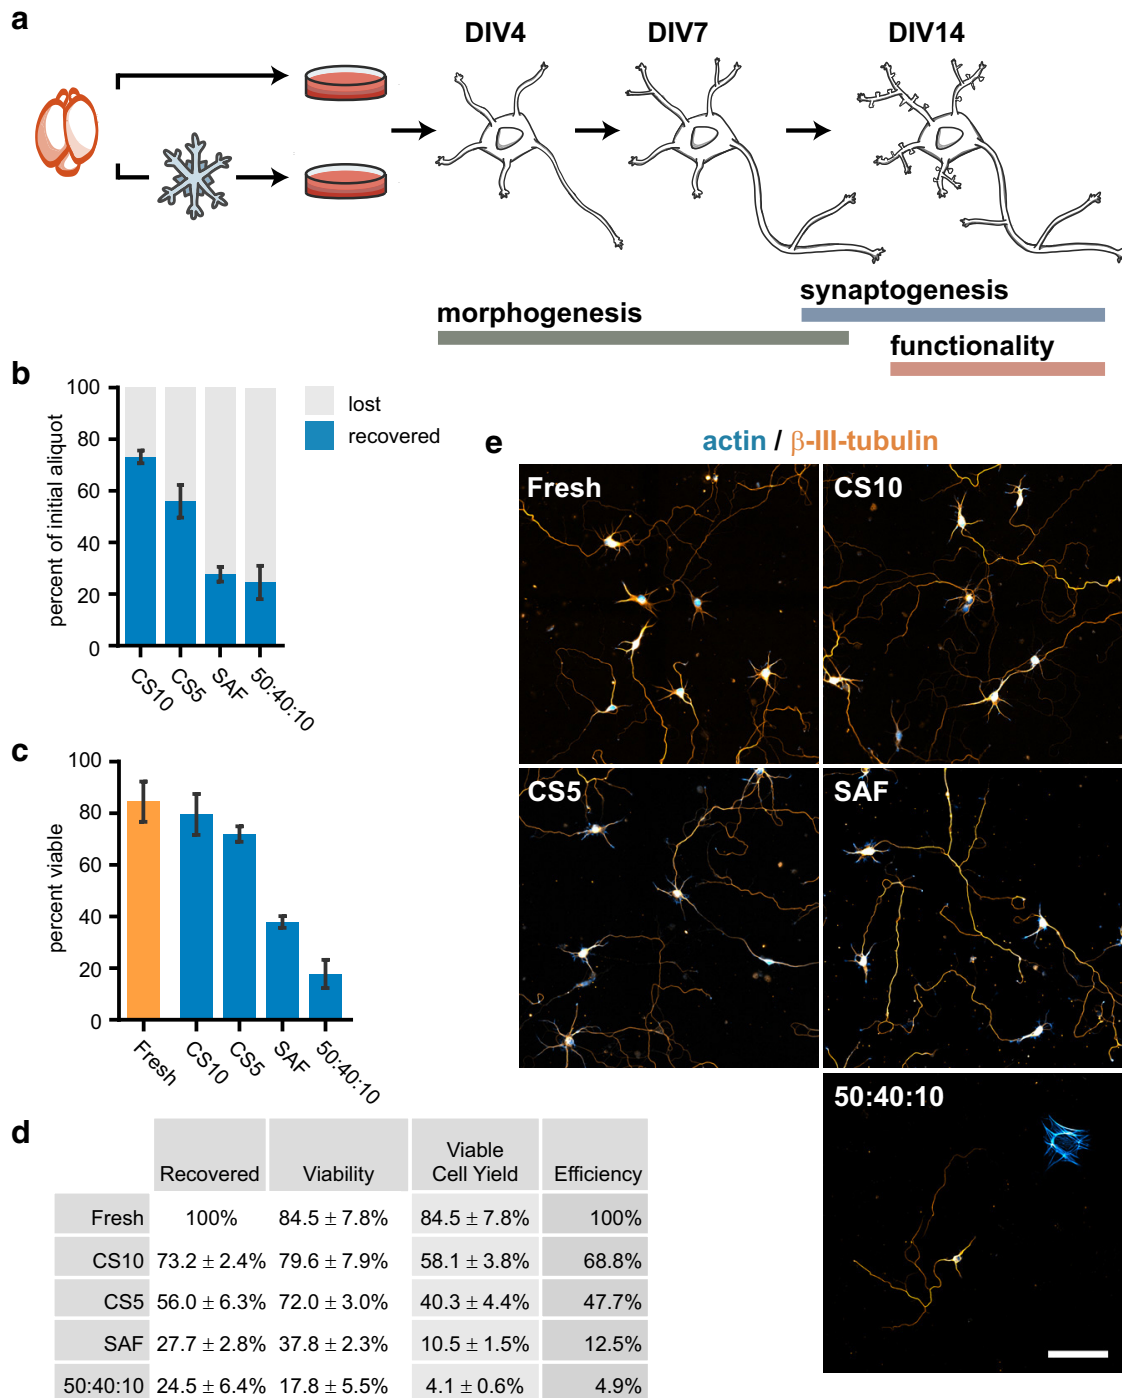 a
DIV4
DIV7
DIV14
synaptogenesis
morphogenesis
functionality
b
percent of initial aliquot
100
80
60
40
20
0
CS10
CS5
SAF
50:40:10
lost
recovered
c
percent viable
100
80
60
40
20
0
Fresh
CS10
CS5
SAF
50:40:10
d
Recovered Viability Viable Cell Yield Efficiency
Fresh 100% 84.5 ± 7.8% 84.5 ± 7.8% 100%
CS10 73.2 ± 2.4% 79.6 ± 7.9% 58.1 ± 3.8% 68.8%
CS5 56.0 ± 6.3% 72.0 ± 3.0% 40.3 ± 4.4% 47.7%
SAF 27.7 ± 2.8% 37.8 ± 2.3% 10.5 ± 1.5% 12.5%
50:40:10 24.5 ± 6.4% 17.8 ± 5.5% 4.1 ± 0.6% 4.9%
e
actin / β-III-tubulin
Fresh
CS10
CS5
SAF
50:40:10